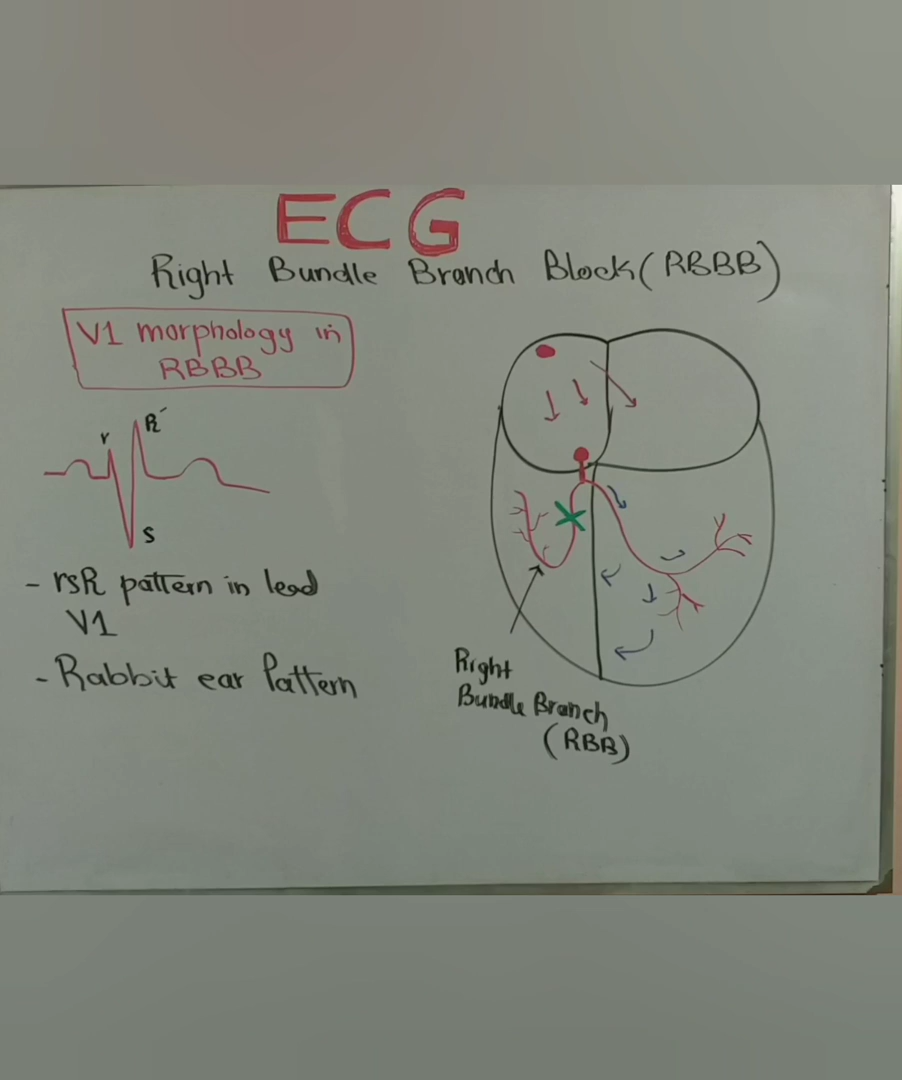 ECG
Right Bundle Branch Block (RBBB)
V1 morphology in
RBBB
r
R´
S
- rsR pattern in lead
V1
- Rabbit ear Pattern
Right
Bundle Branch
(RBB)